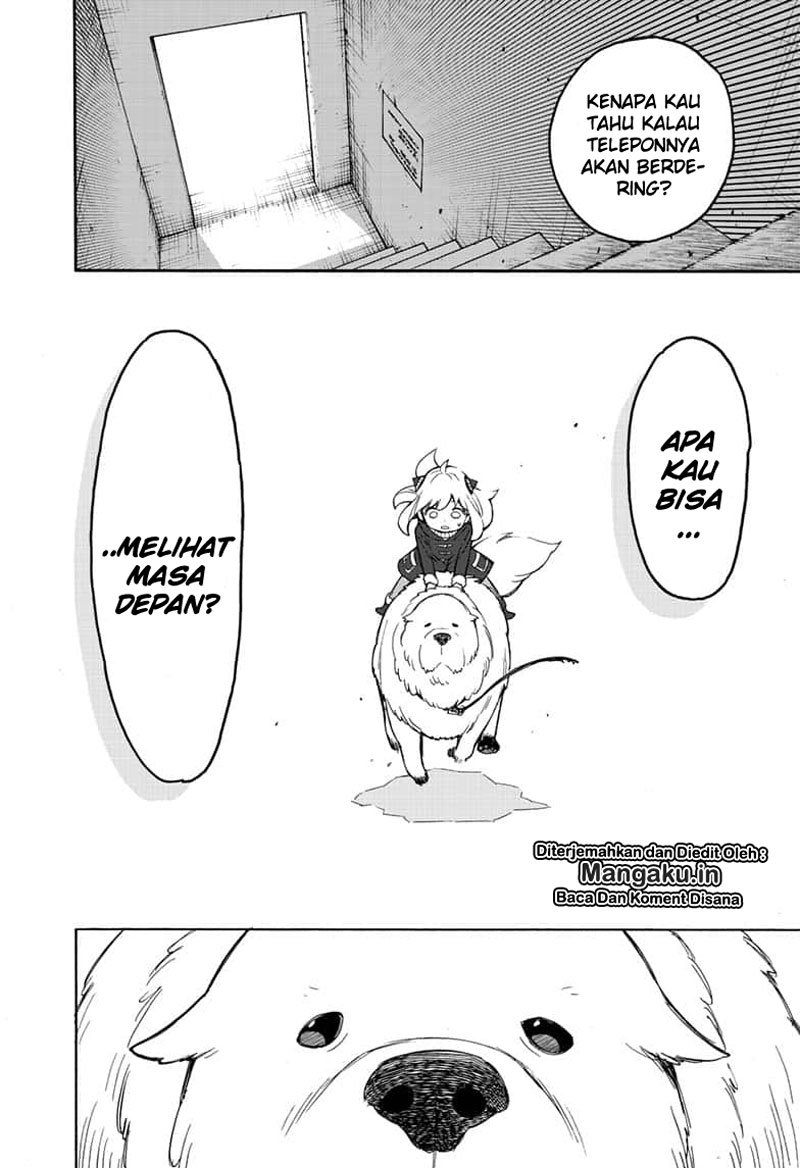 KENAPA KAU
TAHU KALAU
TELEPONNYA
AKAN BERDE-
RING?
APA
KAU
BISA
...
..MELIHAT
MASA
DEPAN?
Diterjemahkan dan Diedit Oleh :
Mangaku.in
Baca Dan Koment Disana